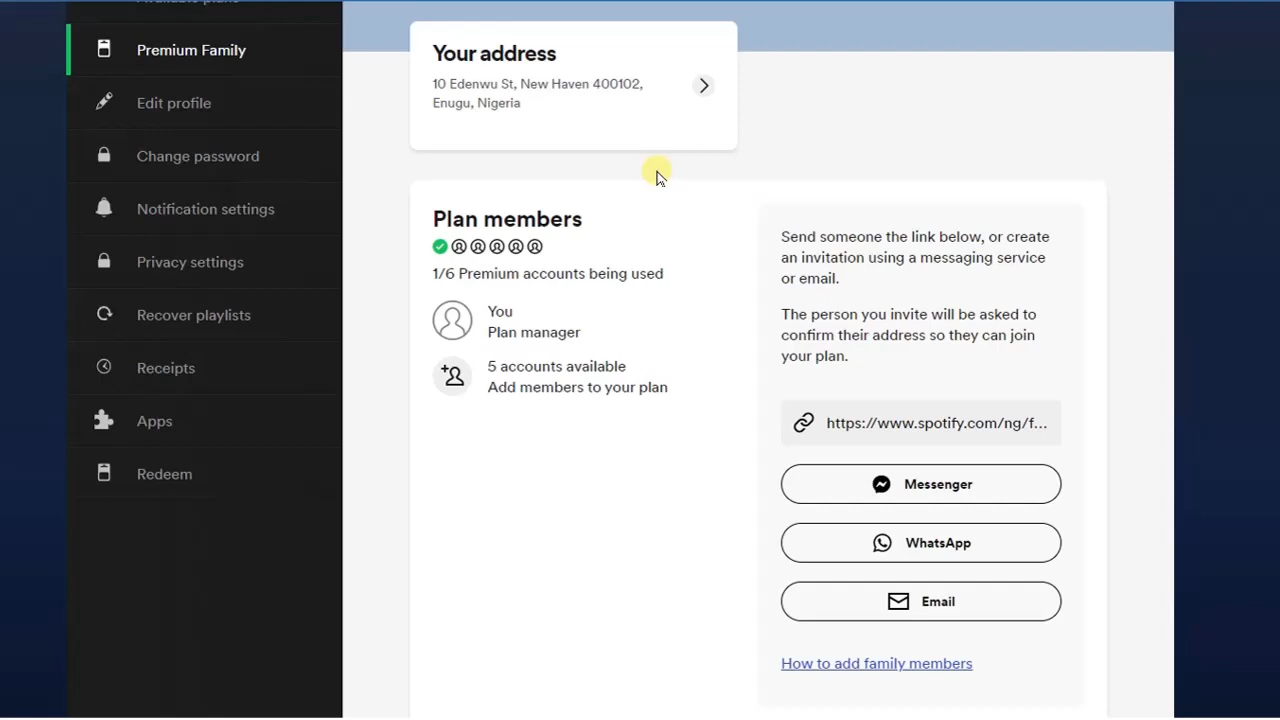 Available plans
Premium Family
Edit profile
Change password
Notification settings
Privacy settings
Recover playlists
Receipts
Apps
Redeem
Your address
10 Edenwu St, New Haven 400102,
Enugu, Nigeria
Plan members
1/6 Premium accounts being used
You
Plan manager
5 accounts available
Add members to your plan
Send someone the link below, or create
an invitation using a messaging service
or email.
The person you invite will be asked to
confirm their address so they can join
your plan.
https://www.spotify.com/ng/f...
Messenger
WhatsApp
Email
How to add family members